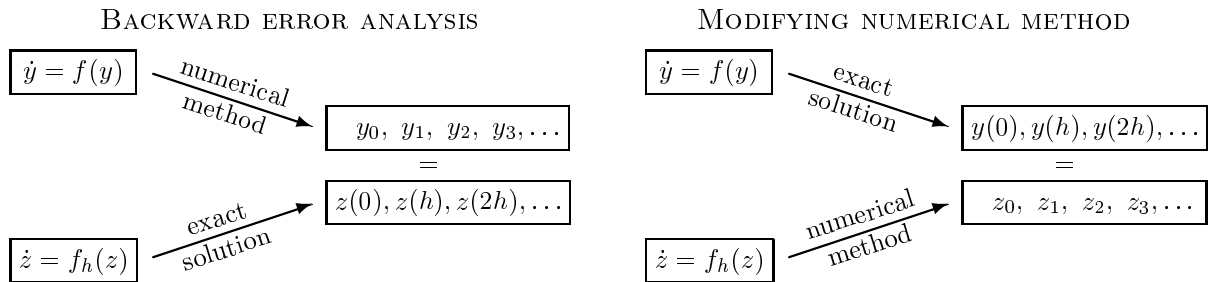 BACKWARD ERROR ANALYSIS
ẏ = f(y)
numerical
method
y₀, y₁, y₂, y₃, …
=
z(0), z(h), z(2h), …
exact
solution
ż = fₕ(z)
MODIFYING NUMERICAL METHOD
ẏ = f(y)
exact
solution
y(0), y(h), y(2h), …
=
z₀, z₁, z₂, z₃, …
numerical
method
ż = fₕ(z)